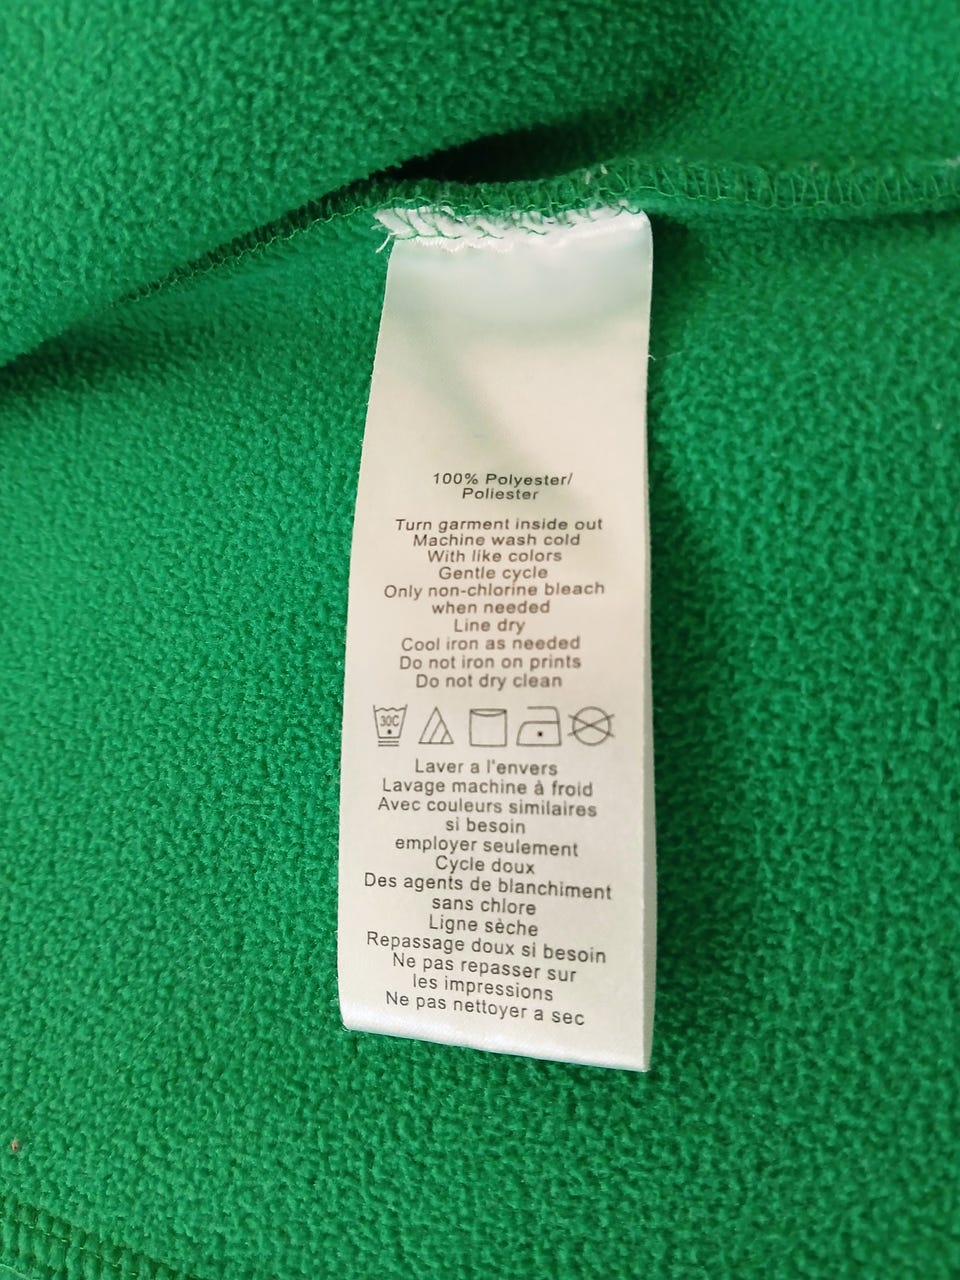 100% Polyester/
Poliester
Turn garment inside out
Machine wash cold
With like colors
Gentle cycle
Only non-chlorine bleach
when needed
Line dry
Cool iron as needed
Do not iron on prints
Do not dry clean
30C
Laver a l'envers
Lavage machine à froid
Avec couleurs similaires
si besoin
employer seulement
Cycle doux
Des agents de blanchiment
sans chlore
Ligne sèche
Repassage doux si besoin
Ne pas repasser sur
les impressions
Ne pas nettoyer a sec